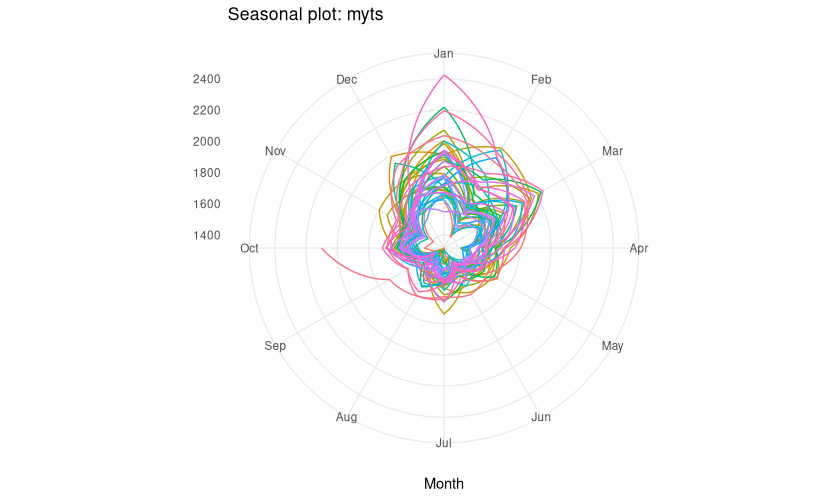 Seasonal plot: myts
Jan
Dec
Feb
2400
2200
2000
Nov
Mar
1800
1600
1400
Oct
Apr
Sep
May
Aug
Jun
Jul
Month